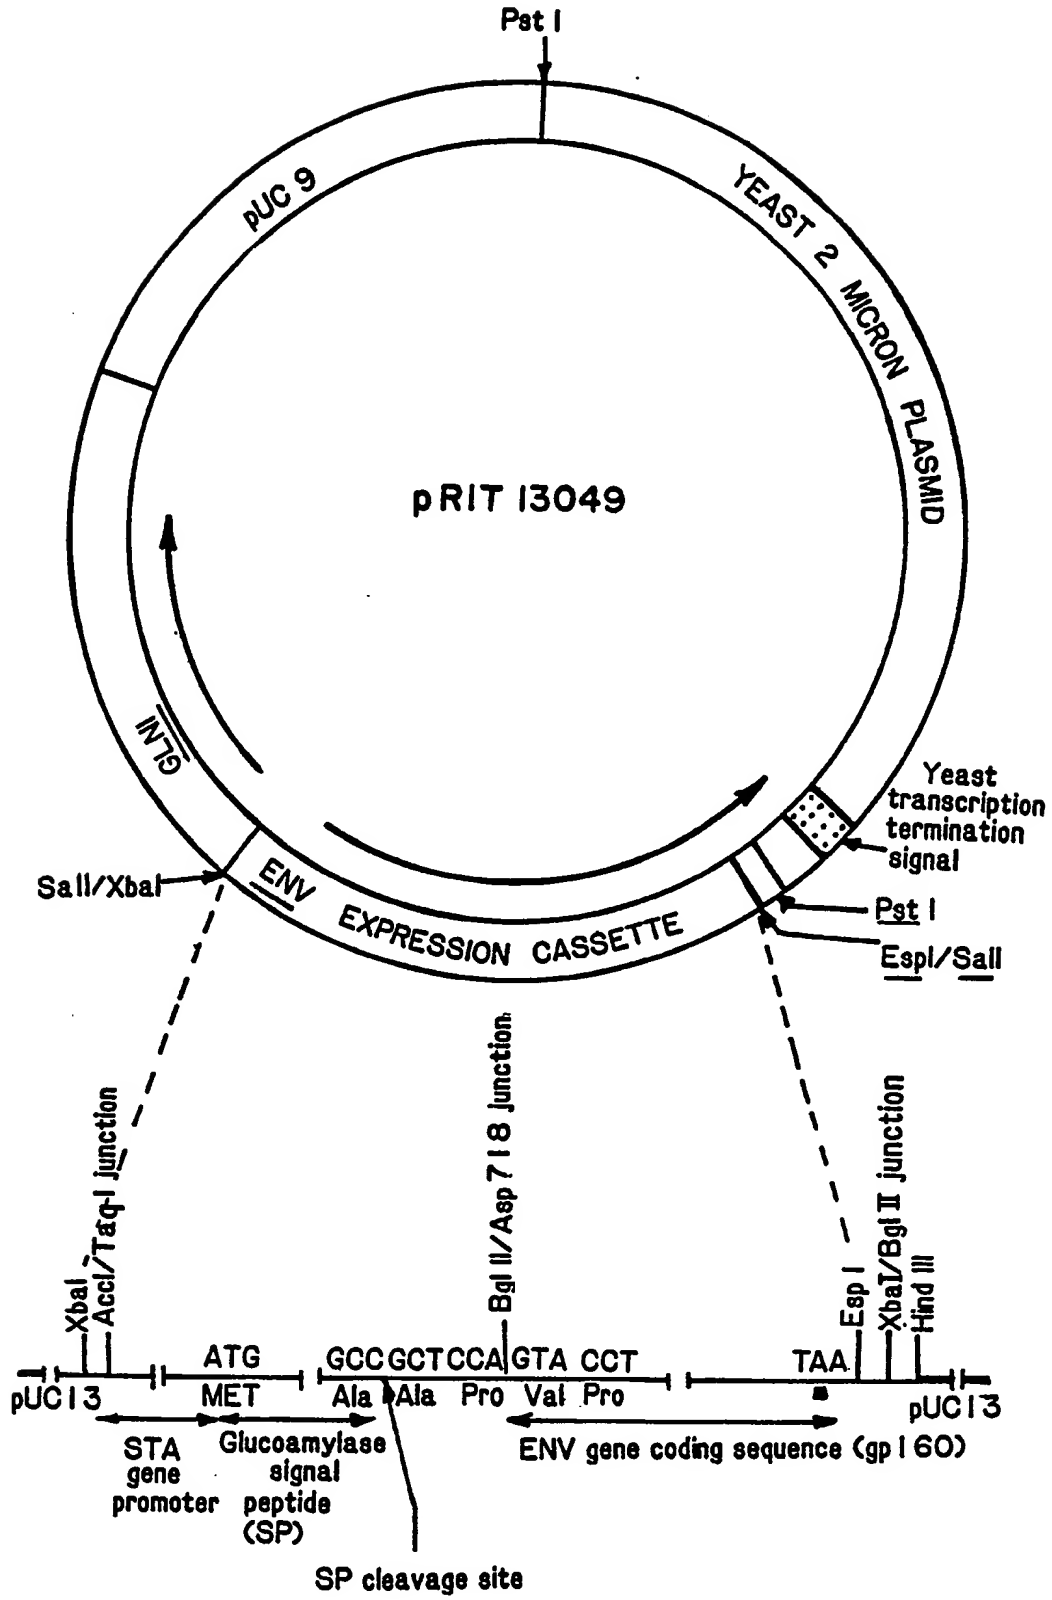 Pst I
pUC 9
YEAST 2 MICRON PLASMID
pRIT 13049
GLN1
Yeast
transcription
termination
signal
SalI/XbaI
ENV EXPRESSION CASSETTE
Pst I
EspI/SalI
XbaI
AccI/Taq-I junction
Bgl II/Asp 718 junction
Esp I
XbaI/Bgl II junction
Hind III
ATG GCC GCT CCA GTA CCT TAA
pUC13 MET Ala Ala Pro Val Pro pUC13
STA
gene
promoter
Glucoamylase
signal
peptide
(SP)
ENV gene coding sequence (gp160)
SP cleavage site